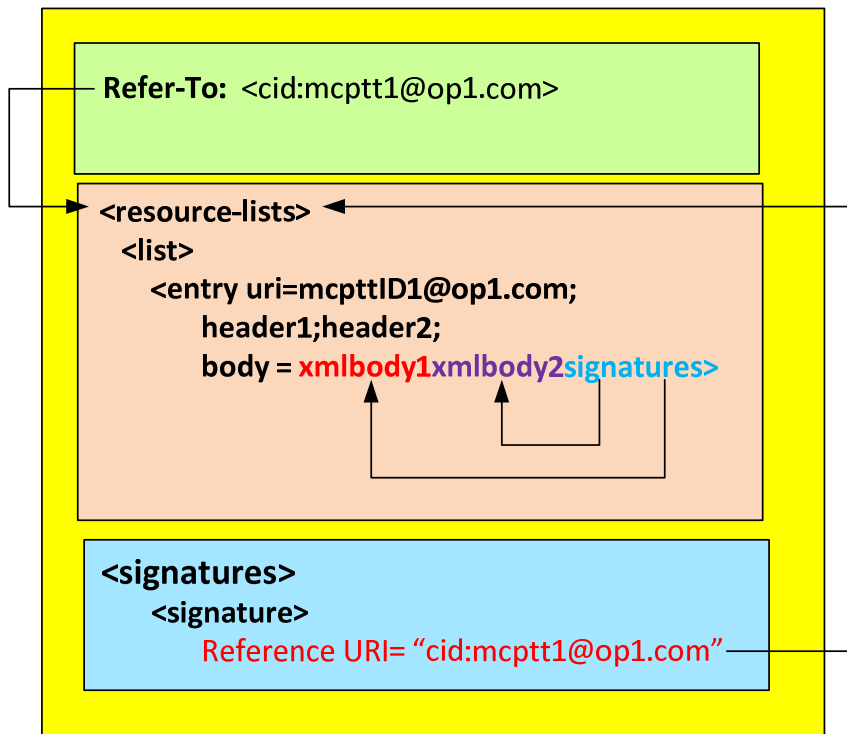 Refer-To: <cid:mcptt1@op1.com>
<resource-lists>
<list>
<entry uri=mcpttID1@op1.com;
header1;header2;
body = xmlbody1xmlbody2signatures>
<signatures>
<signature>
Reference URI= “cid:mcptt1@op1.com”